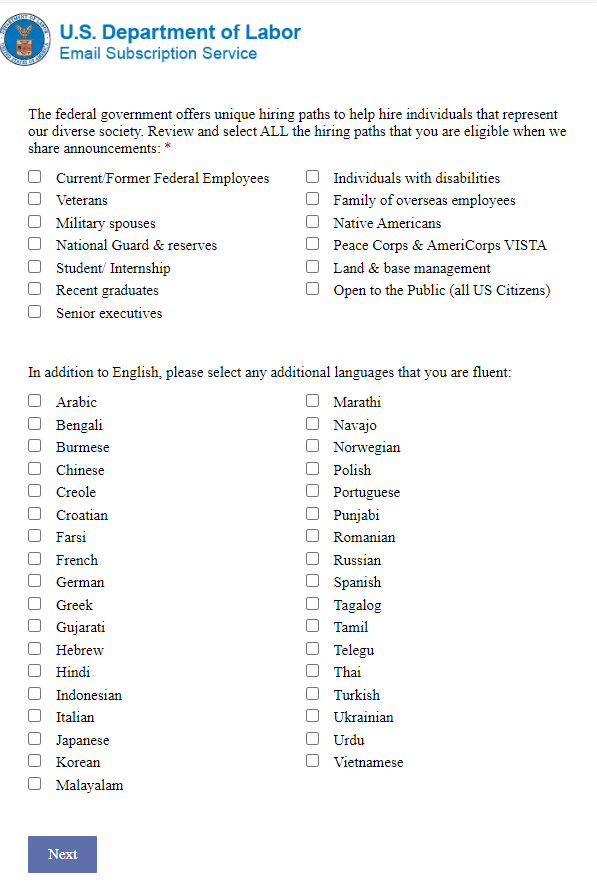 U.S. Department of Labor
Email Subscription Service
The federal government offers unique hiring paths to help hire individuals that represent
our diverse society. Review and select ALL the hiring paths that you are eligible when we
share announcements: *
Current/Former Federal Employees
Veterans
Military spouses
National Guard & reserves
Student/ Internship
Recent graduates
Senior executives
Individuals with disabilities
Family of overseas employees
Native Americans
Peace Corps & AmeriCorps VISTA
Land & base management
Open to the Public (all US Citizens)
In addition to English, please select any additional languages that you are fluent:
Arabic
Bengali
Burmese
Chinese
Creole
Croatian
Farsi
French
German
Greek
Gujarati
Hebrew
Hindi
Indonesian
Italian
Japanese
Korean
Malayalam
Marathi
Navajo
Norwegian
Polish
Portuguese
Punjabi
Romanian
Russian
Spanish
Tagalog
Tamil
Telegu
Thai
Turkish
Ukrainian
Urdu
Vietnamese
Next